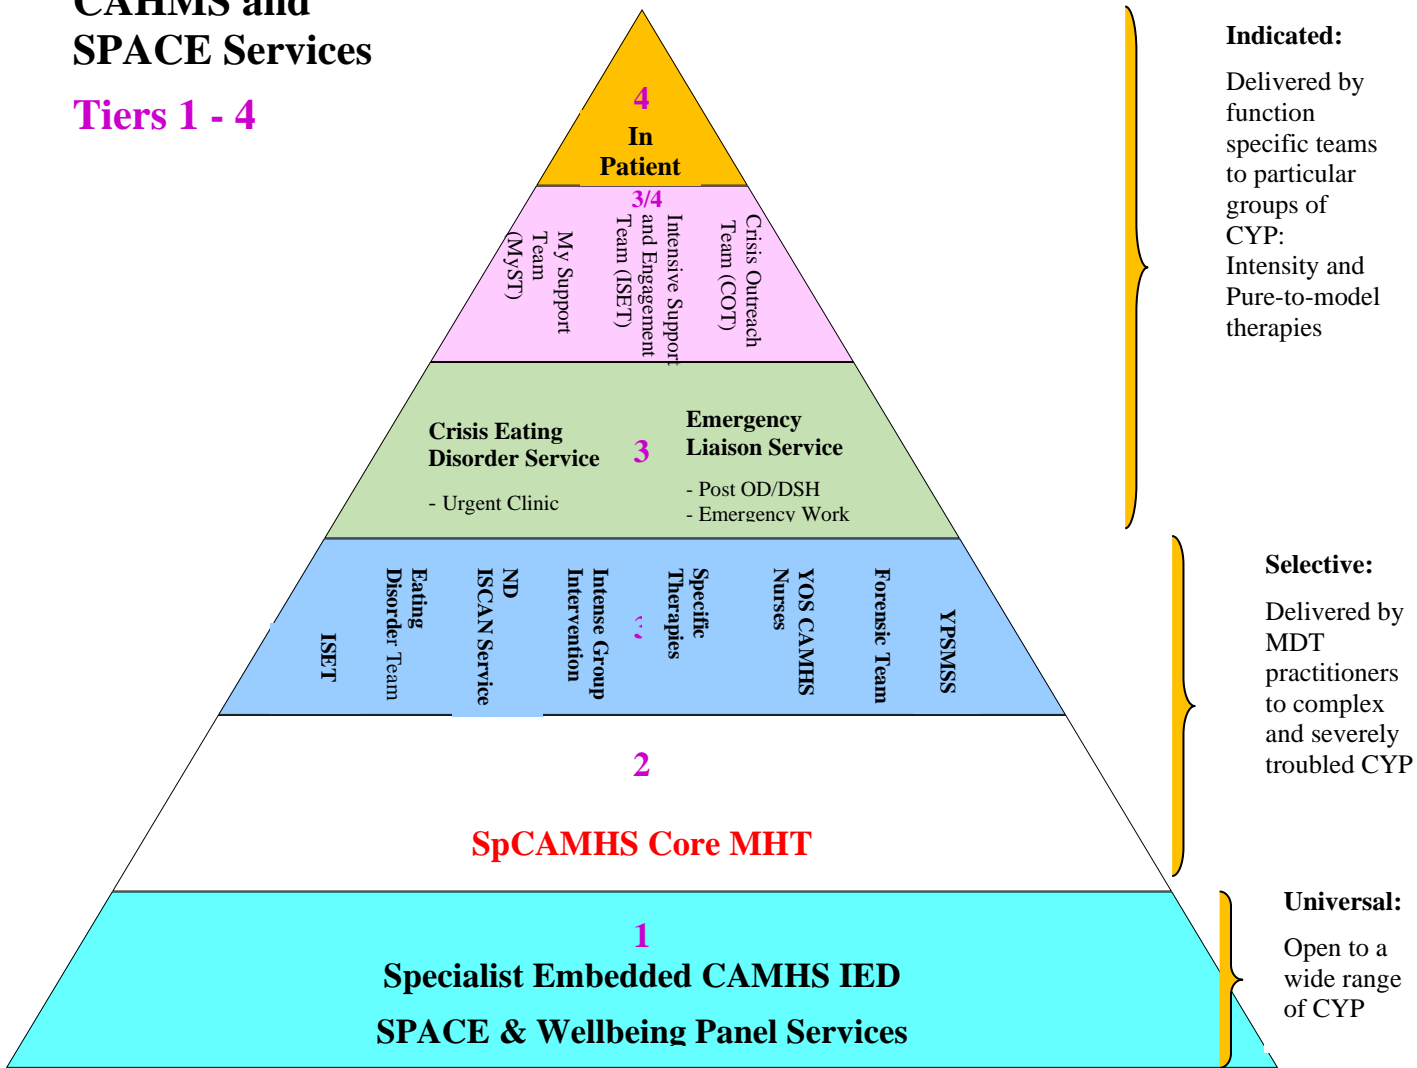 CAHMS and
SPACE Services
Tiers 1 - 4
4
In
Patient
3/4
My Support
Team
(MyST)
Intensive Support
and Engagement
Team (ISET)
Crisis Outreach
Team (COT)
Crisis Eating
Disorder Service
- Urgent Clinic
3
Emergency
Liaison Service
- Post OD/DSH
- Emergency Work
ISET
Eating
Disorder Team
ND
ISCAN Service
Intense Group
Intervention
Specific
Therapies
YOS CAMHS
Nurses
Forensic Team
YPSMSS
2
SpCAMHS Core MHT
1
Specialist Embedded CAMHS IED
SPACE & Wellbeing Panel Services
Indicated:
Delivered by
function
specific teams
to particular
groups of
CYP:
Intensity and
Pure-to-model
therapies
Selective:
Delivered by
MDT
practitioners
to complex
and severely
troubled CYP
Universal:
Open to a
wide range
of CYP